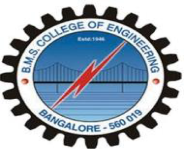 B.M.S. COLLEGE OF ENGINEERING
Estd:1946
BANGALORE - 560 019